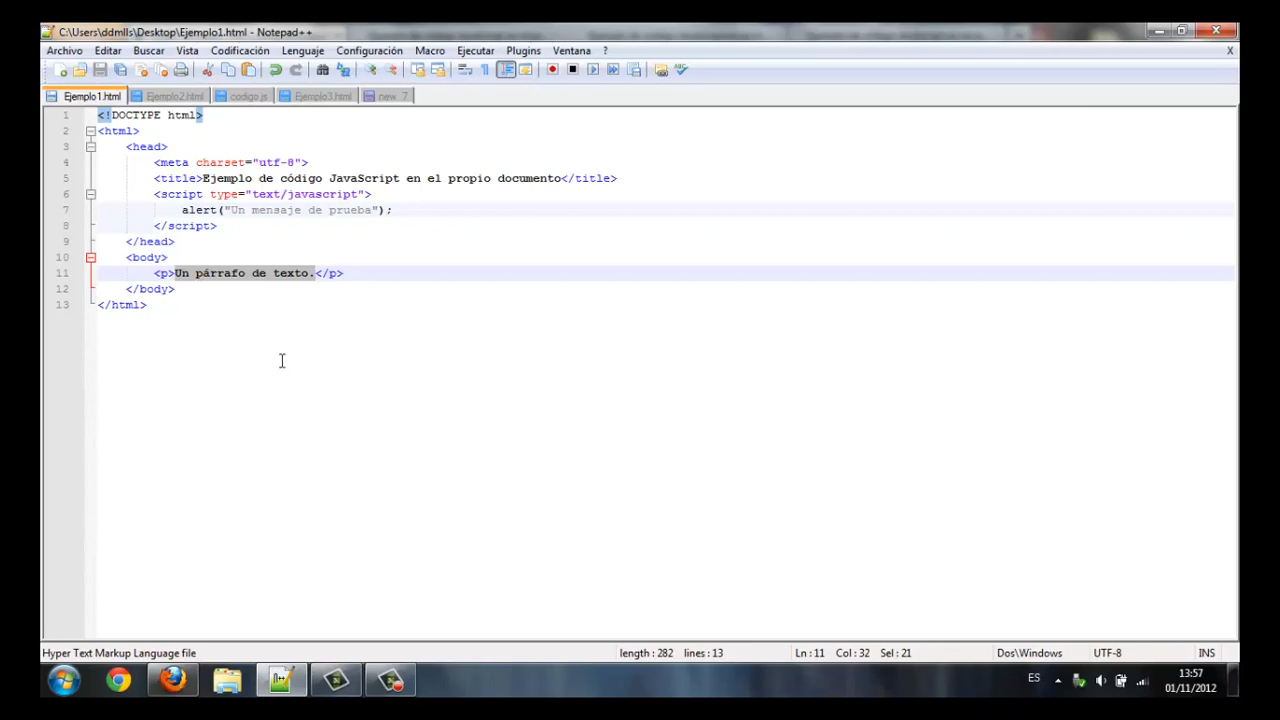 C:\Users\ddmlls\Desktop\Ejemplo1.html - Notepad++
Archivo Editar Buscar Vista Codificación Lenguaje Configuración Macro Ejecutar Plugins Ventana ? X
Ejemplo1.html Ejemplo2.html codigo.js Ejemplo3.html new 7
1 <!DOCTYPE html>
2 <html>
3 <head>
4 <meta charset="utf-8">
5 <title>Ejemplo de código JavaScript en el propio documento</title>
6 <script type="text/javascript">
7 alert("Un mensaje de prueba");
8 </script>
9 </head>
10 <body>
11 <p>Un párrafo de texto.</p>
12 </body>
13 </html>
Hyper Text Markup Language file length : 282 lines : 13 Ln : 11 Col : 32 Sel : 21 Dos\Windows UTF-8 INS
ES 13:57
01/11/2012